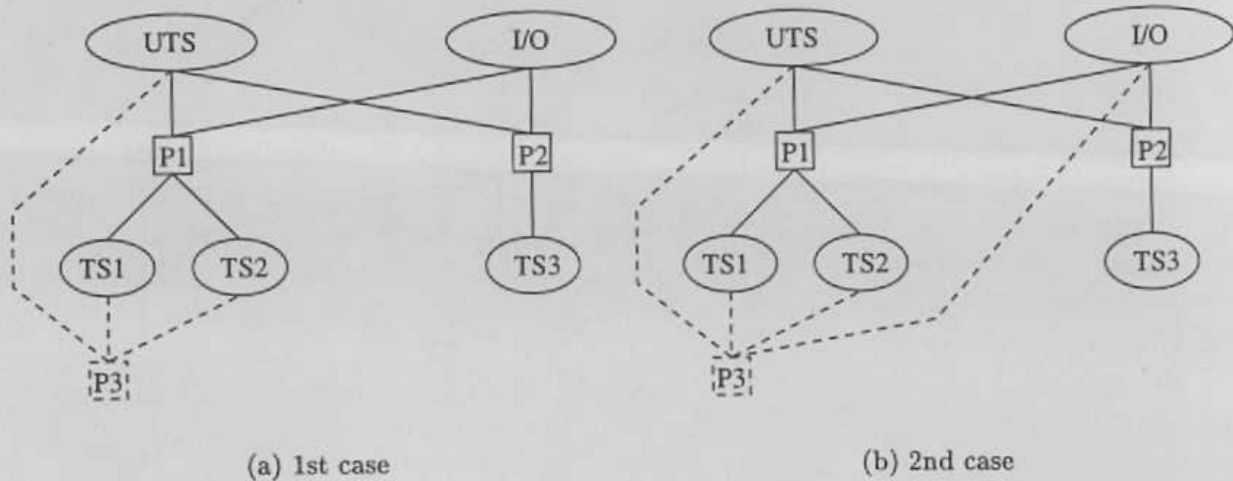 UTS
I/O
P1
P2
TS1
TS2
TS3
P3
(a) 1st case
UTS
I/O
P1
P2
TS1
TS2
TS3
P3
(b) 2nd case